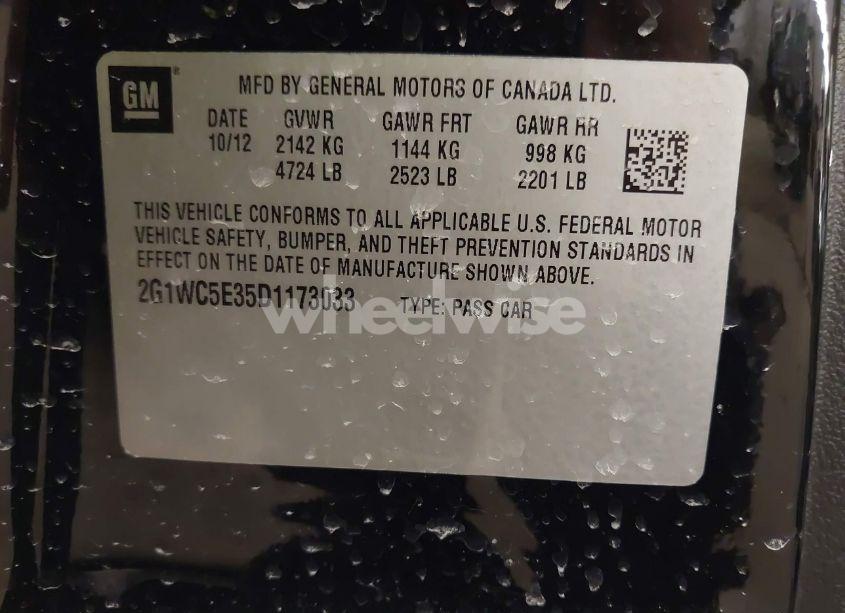 GM
MFD BY GENERAL MOTORS OF CANADA LTD.
DATE GVWR GAWR FRT GAWR RR
10/12 2142 KG 1144 KG 998 KG
4724 LB 2523 LB 2201 LB
THIS VEHICLE CONFORMS TO ALL APPLICABLE U.S. FEDERAL MOTOR
VEHICLE SAFETY, BUMPER, AND THEFT PREVENTION STANDARDS IN
EFFECT ON THE DATE OF MANUFACTURE SHOWN ABOVE.
2G1WC5E35D1173033 TYPE: PASS CAR
wheelwise